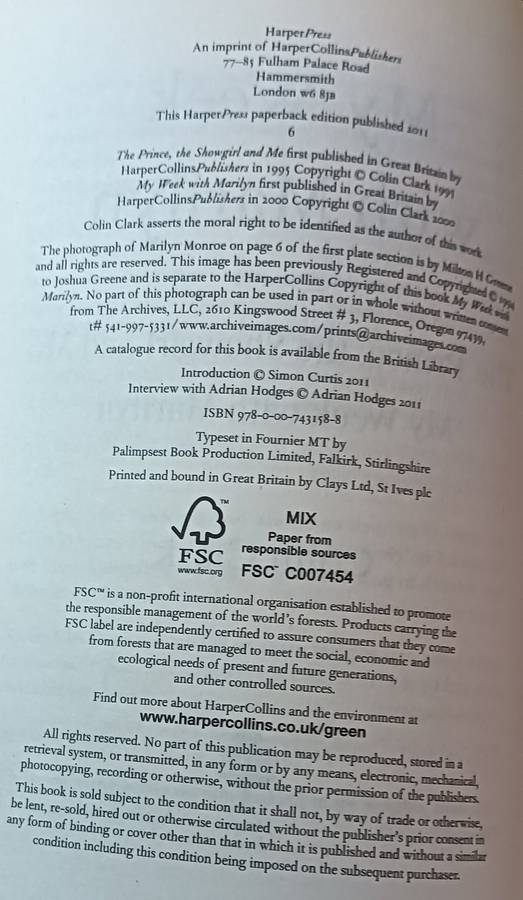 HarperPress
An imprint of HarperCollinsPublishers
77–85 Fulham Palace Road
Hammersmith
London W6 8JB
This HarperPress paperback edition published 2011
6
The Prince, the Showgirl and Me first published in Great Britain by
HarperCollinsPublishers in 1995 Copyright © Colin Clark 1995
My Week with Marilyn first published in Great Britain by
HarperCollinsPublishers in 2000 Copyright © Colin Clark 2000
Colin Clark asserts the moral right to be identified as the author of this work
The photograph of Marilyn Monroe on page 6 of the first plate section is by Milton H Greene
and all rights are reserved. This image has been previously Registered and Copyrighted © 1994
to Joshua Greene and is separate to the HarperCollins Copyright of this book My Week with
Marilyn. No part of this photograph can be used in part or in whole without written consent
from The Archives, LLC, 2610 Kingswood Street # 3, Florence, Oregon 97439,
t# 541-997-5331/www.archiveimages.com/prints@archiveimages.com
A catalogue record for this book is available from the British Library
Introduction © Simon Curtis 2011
Interview with Adrian Hodges © Adrian Hodges 2011
ISBN 978-0-00-743158-8
Typeset in Fournier MT by
Palimpsest Book Production Limited, Falkirk, Stirlingshire
Printed and bound in Great Britain by Clays Ltd, St Ives plc
TM
FSC
www.fsc.org
MIX
Paper from
responsible sources
FSC™ C007454
FSC™ is a non-profit international organisation established to promote
the responsible management of the world's forests. Products carrying the
FSC label are independently certified to assure consumers that they come
from forests that are managed to meet the social, economic and
ecological needs of present and future generations,
and other controlled sources.
Find out more about HarperCollins and the environment at
www.harpercollins.co.uk/green
All rights reserved. No part of this publication may be reproduced, stored in a
retrieval system, or transmitted, in any form or by any means, electronic, mechanical,
photocopying, recording or otherwise, without the prior permission of the publishers.
This book is sold subject to the condition that it shall not, by way of trade or otherwise,
be lent, re-sold, hired out or otherwise circulated without the publisher's prior consent in
any form of binding or cover other than that in which it is published and without a similar
condition including this condition being imposed on the subsequent purchaser.